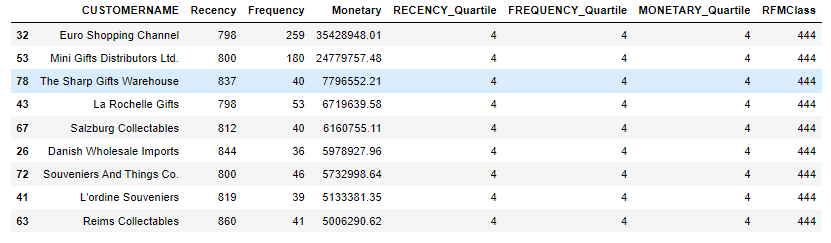 CUSTOMERNAME Recency Frequency Monetary RECENCY_Quartile FREQUENCY_Quartile MONETARY_Quartile RFMClass
32 Euro Shopping Channel 798 259 35428948.01 4 4 4 444
53 Mini Gifts Distributors Ltd. 800 180 24779757.48 4 4 4 444
78 The Sharp Gifts Warehouse 837 40 7796552.21 4 4 4 444
43 La Rochelle Gifts 798 53 6719639.58 4 4 4 444
67 Salzburg Collectables 812 40 6160755.11 4 4 4 444
26 Danish Wholesale Imports 844 36 5978927.96 4 4 4 444
72 Souveniers And Things Co. 800 46 5732998.64 4 4 4 444
41 L'ordine Souveniers 819 39 5133381.35 4 4 4 444
63 Reims Collectables 860 41 5006290.62 4 4 4 444